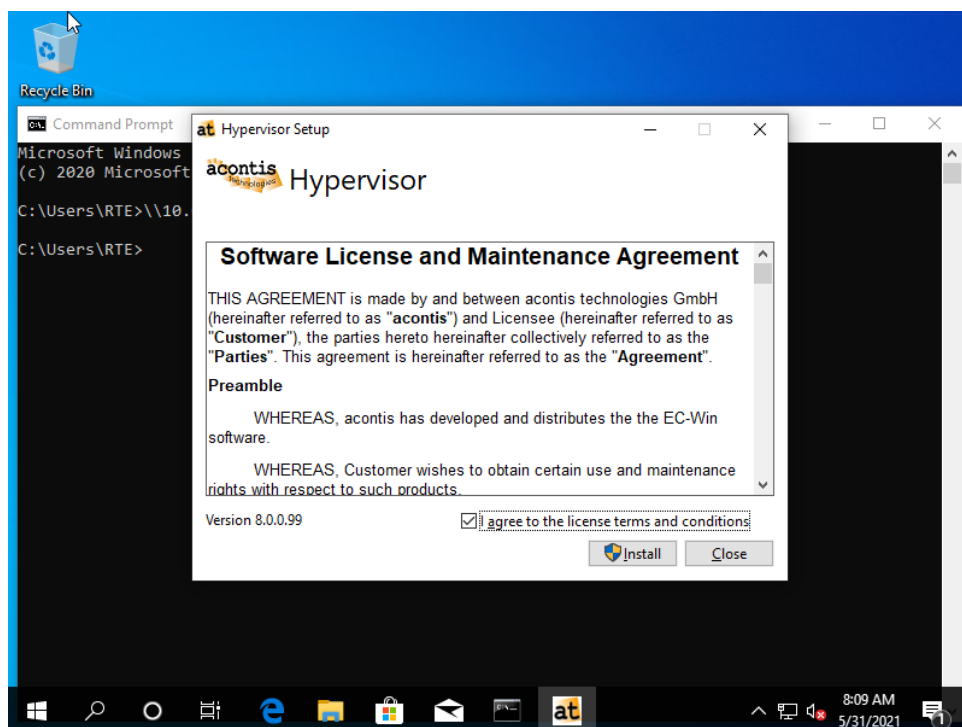 Recycle Bin
Command Prompt
Microsoft Windows
(c) 2020 Microsoft
C:\Users\RTE>\\10.
C:\Users\RTE>
at Hypervisor Setup
acontis
technologies
Hypervisor
Software License and Maintenance Agreement
THIS AGREEMENT is made by and between acontis technologies GmbH
(hereinafter referred to as "acontis") and Licensee (hereinafter referred to as
"Customer"), the parties hereto hereinafter collectively referred to as the
"Parties". This agreement is hereinafter referred to as the "Agreement".
Preamble
WHEREAS, acontis has developed and distributes the the EC-Win
software.
WHEREAS, Customer wishes to obtain certain use and maintenance
rights with respect to such products.
Version 8.0.0.99
I agree to the license terms and conditions
Install
Close
at
8:09 AM
5/31/2021
1